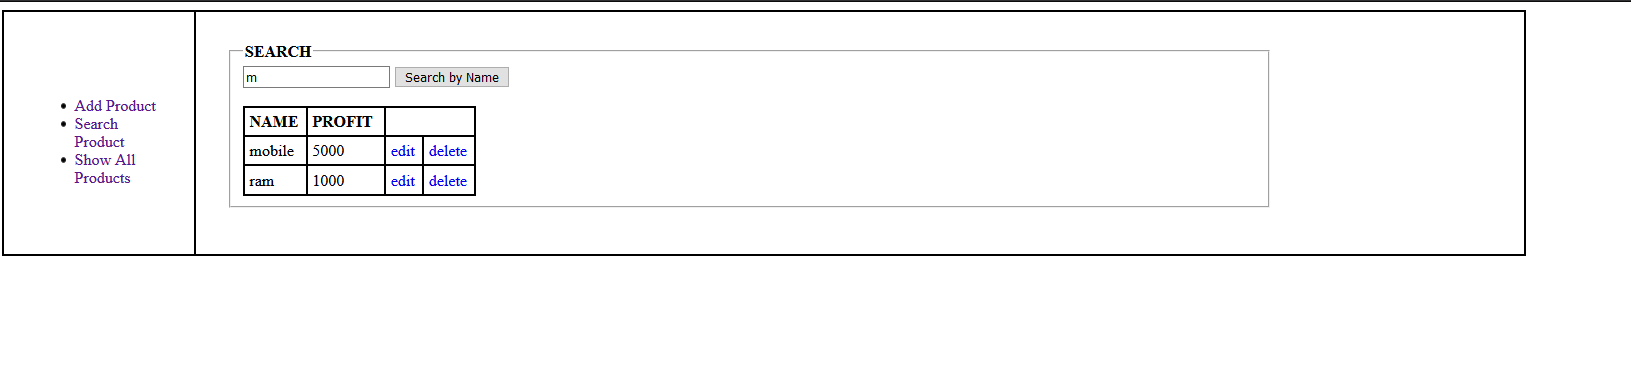 Add Product
Search
Product
Show All
Products
SEARCH
m Search by Name
NAME PROFIT
mobile 5000 edit delete
ram 1000 edit delete